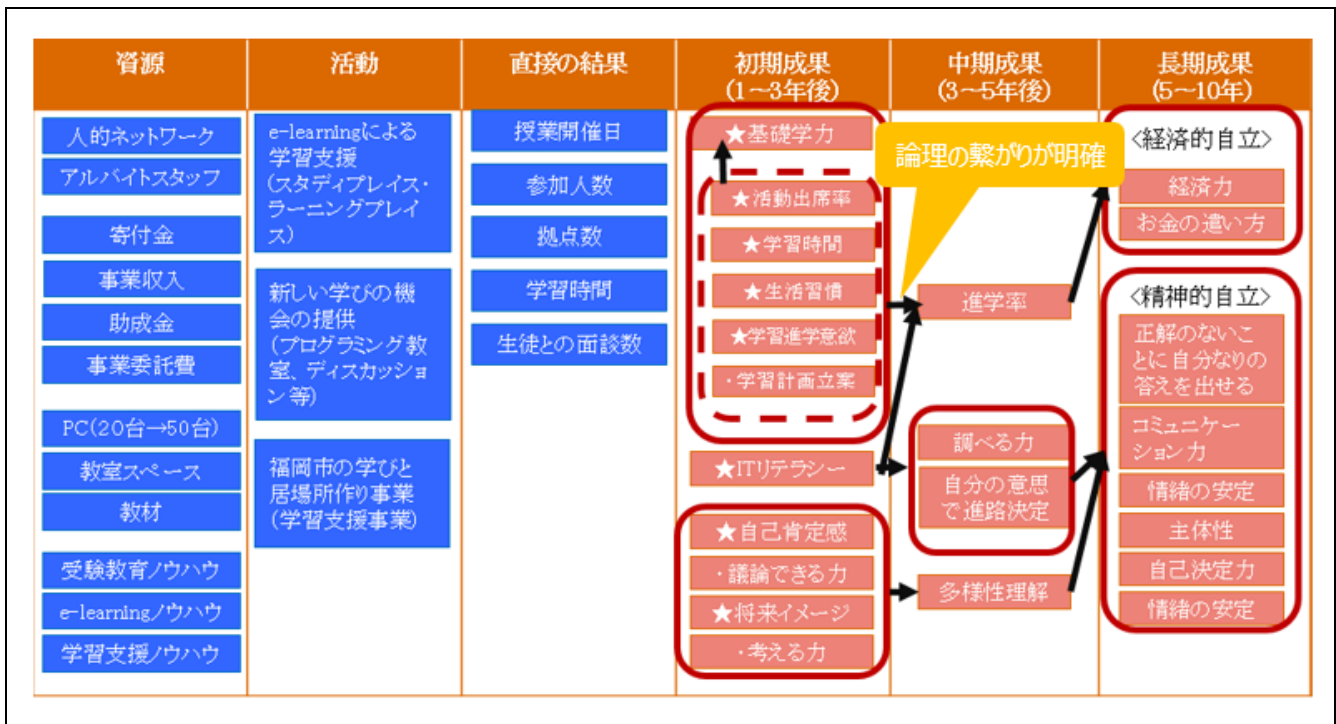 資源
活動
直接の結果
初期成果
(1～3年後)
中期成果
(3～5年後)
長期成果
(5～10年)
人的ネットワーク
アルバイトスタッフ
寄付金
事業収入
助成金
事業委託費
PC(20台→50台)
教室スペース
教材
受験教育ノウハウ
e-learningノウハウ
学習支援ノウハウ
e-learningによる
学習支援
(スタディプレイス・
ラーニングプレイ
ス)
新しい学びの機
会の提供
(プログラミング教
室、ディスカッショ
ン等)
福岡市の学びと
居場所作り事業
(学習支援事業)
授業開催日
参加人数
拠点数
学習時間
生徒との面談数
★基礎学力
★活動出席率
★学習時間
★生活習慣
★学習進学意欲
・学習計画立案
★ITリテラシー
★自己肯定感
・議論できる力
★将来イメージ
・考える力
論理の繋がりが明確
進学率
調べる力
自分の意思
で進路決定
多様性理解
〈経済的自立〉
経済力
お金の遣い方
〈精神的自立〉
正解のないこ
とに自分なりの
答えを出せる
コミュニケー
ション力
情緒の安定
主体性
自己決定力
情緒の安定